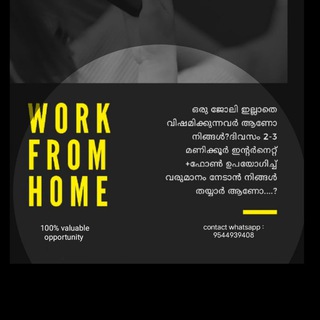 WORK
FROM
HOME
100% valuable
opportunity
ഒരു ജോലി ഇല്ലാതെ
വിഷമിക്കുന്നവർ ആണോ
നിങ്ങൾ?ദിവസം 2-3
മണിക്കൂർ ഇന്റർനെറ്റ്
+ഫോൺ ഉപയോഗിച്ച്
വരുമാനം നേടാൻ നിങ്ങൾ
തയ്യാർ ആണോ....?
contact whatsapp :
9544939408